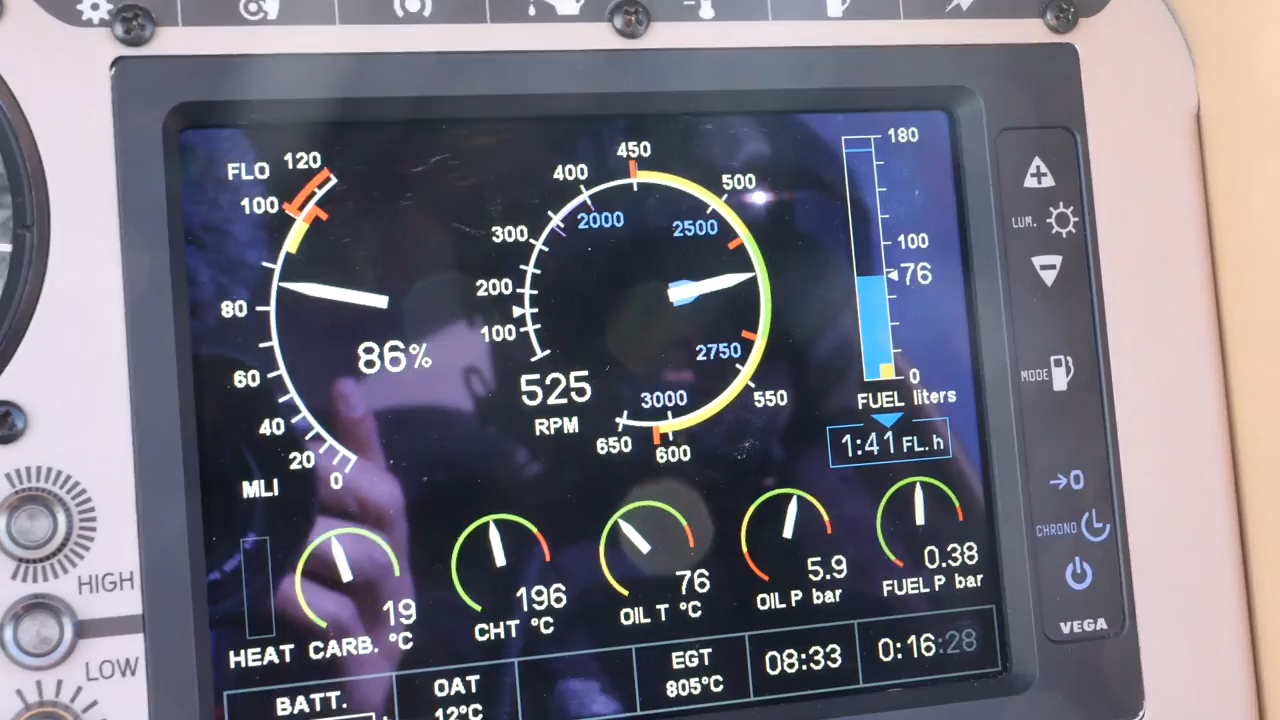 FLO
120
100
80
60
40
20
0
MLI
86%
450
400
500
300
200
100
2000
2500
2750
3000
550
600
650
525
RPM
180
100
76
0
FUEL liters
1:41 FL.h
LUM.
MODE
→0
CHRONO
VEGA
HIGH
LOW
HEAT
19
CARB. °C
196
CHT °C
76
OIL T °C
5.9
OIL P bar
0.38
FUEL P bar
BATT.
OAT
12°C
EGT
805°C
08:33
0:16:28